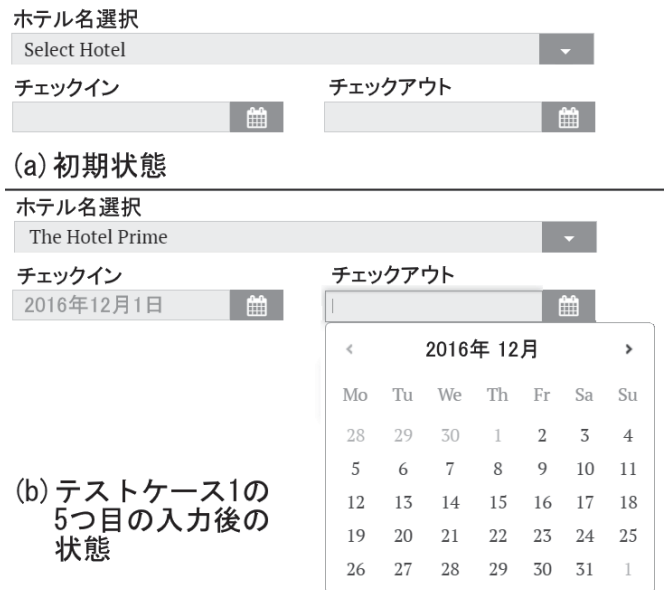 ホテル名選択
Select Hotel
チェックイン チェックアウト
(a) 初期状態
ホテル名選択
The Hotel Prime
チェックイン チェックアウト
2016年12月1日
2016年 12月
Mo Tu We Th Fr Sa Su
28 29 30 1 2 3 4
5 6 7 8 9 10 11
12 13 14 15 16 17 18
19 20 21 22 23 24 25
26 27 28 29 30 31 1
(b) テストケース1の
5つ目の入力後の
状態